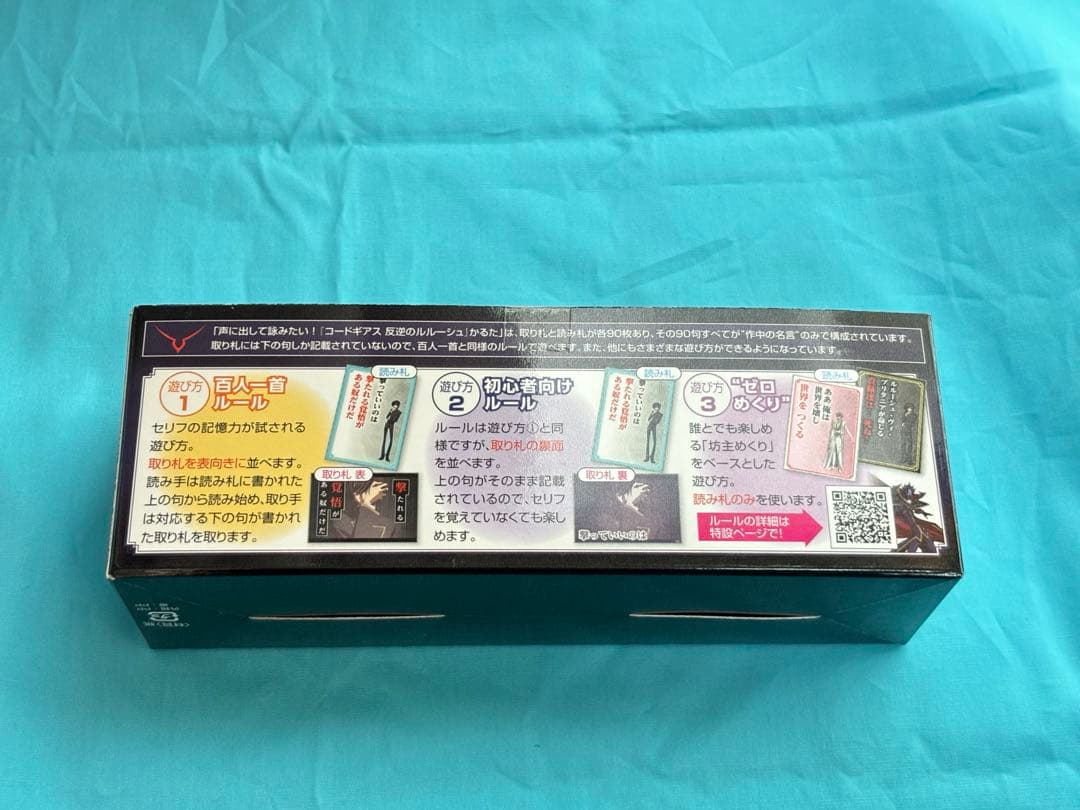 「声に出して詠みたい!『コードギアス 反逆のルルーシュ』かるた」は、取り札と読み札が各90枚あり、その90句すべてが"作中の名言"のみで構成されています。
取り札には下の句しか記載されていないので、百人一首と同様のルールで遊べます。また、他にもさまざまな遊び方ができるようになっています。
遊び方
1
百人一首
ルール
セリフの記憶力が試される
遊び方。
取り札を表向きに並べます。
読み手は読み札に書かれた
上の句から読み始め、取り手
は対応する下の句が書かれ
た取り札を取ります。
読み札
撃っていいのは
撃たれる覚悟が
ある奴だけだ
取り札 表
撃たれる
覚悟が
ある奴だけだ
遊び方
2
初心者向け
ルール
ルールは遊び方①と同
様ですが、取り札の裏面
を並べます。
上の句がそのまま記載
されているので、セリフ
を覚えていなくても楽し
めます。
読み札
撃っていいのは
撃たれる覚悟が
ある奴だけだ
取り札 裏
撃っていいのは
遊び方
3
"ゼロ
めくり"
誰とでも楽しめ
る「坊主めくり」
をベースとした
遊び方。
読み札のみを使います。
読み札
ああ、俺は
世界を壊し
世界を つくる
ルルーシュ・ヴィ・
ブリタニアが命じる
ルールの詳細は
特設ページで!